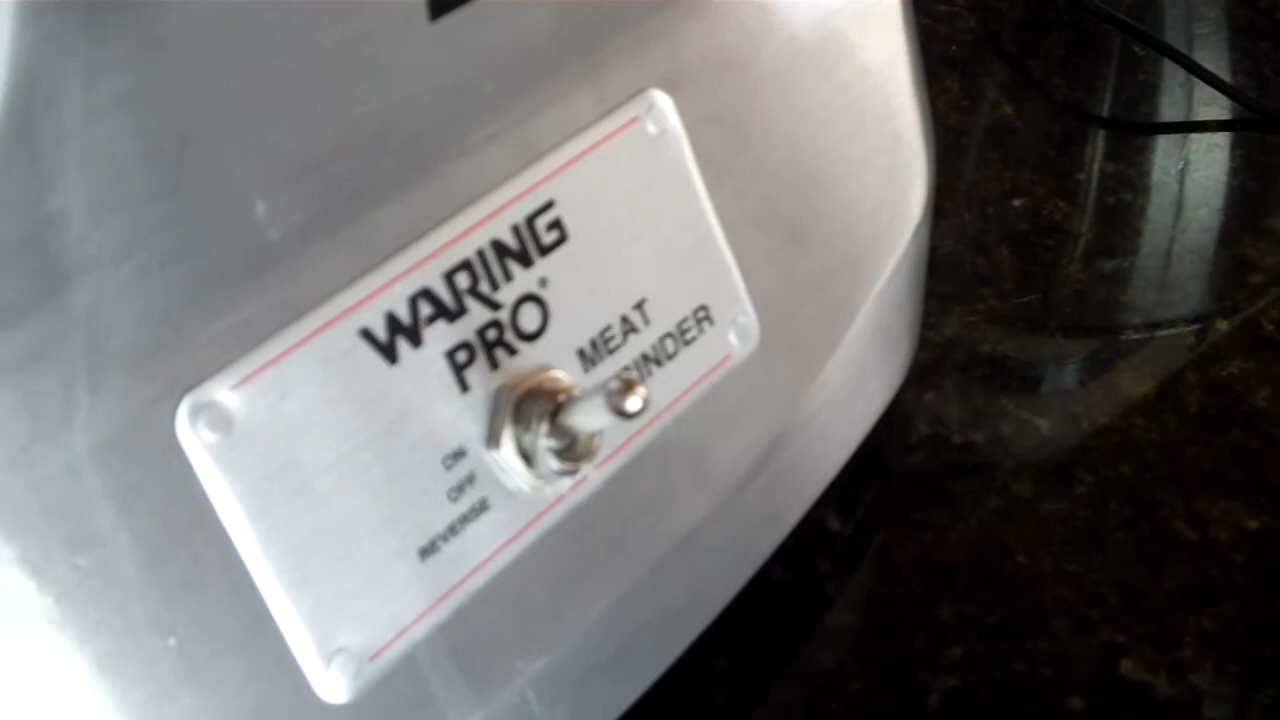 WARING
PRO®
MEAT
GRINDER
ON
OFF
REVERSE